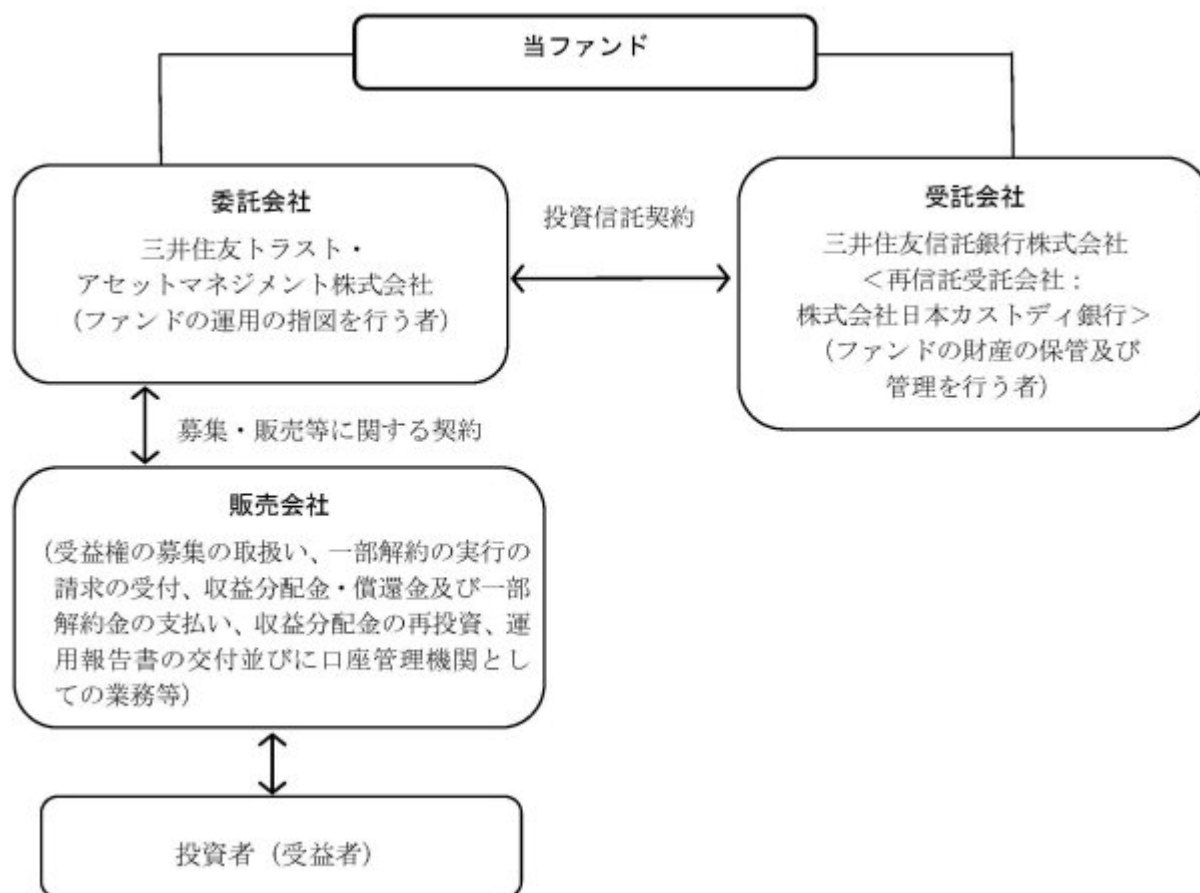 当ファンド
委託会社
三井住友トラスト・
アセットマネジメント株式会社
（ファンドの運用の指図を行う者）
投資信託契約
受託会社
三井住友信託銀行株式会社
＜再信託受託会社：
株式会社日本カストディ銀行＞
（ファンドの財産の保管及び
管理を行う者）
募集・販売等に関する契約
販売会社
（受益権の募集の取扱い、一部解約の実行の
請求の受付、収益分配金・償還金及び一部
解約金の支払い、収益分配金の再投資、運
用報告書の交付並びに口座管理機関とし
ての業務等）
投資者（受益者）